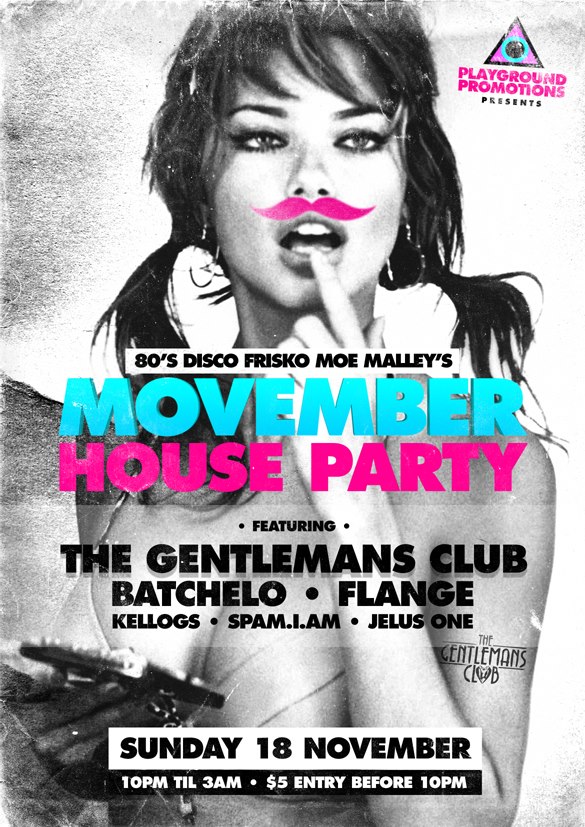 PLAYGROUND
PROMOTIONS
PRESENTS
80'S DISCO FRISKO MOE MALLEY'S
MOVEMBER
HOUSE PARTY
• FEATURING •
THE GENTLEMANS CLUB
BATCHELO • FLANGE
KELLOGS • SPAM.I.AM • JELUS ONE
THE
GENTLEMANS
CLUB
SUNDAY 18 NOVEMBER
10PM TIL 3AM • $5 ENTRY BEFORE 10PM